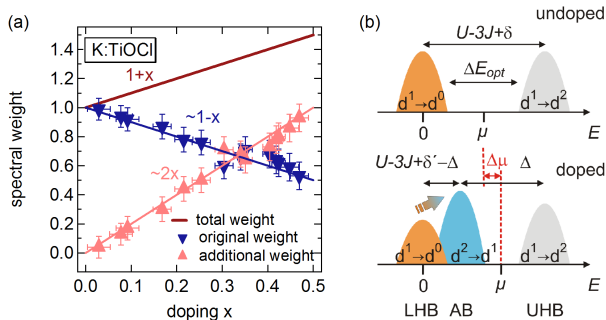 (a)
K:TiOCl
1+x
~1-x
~2x
total weight
original weight
additional weight
spectral weight
1.4
1.2
1.0
0.8
0.6
0.4
0.2
0.0
0.0 0.1 0.2 0.3 0.4 0.5
doping x
(b)
undoped
U-3J+δ
ΔEopt
d1→d0 d1→d2
0 μ E
doped
U-3J+δ'−Δ Δμ Δ
d1→d0 d2→d1 d1→d2
0 μ E
LHB AB UHB